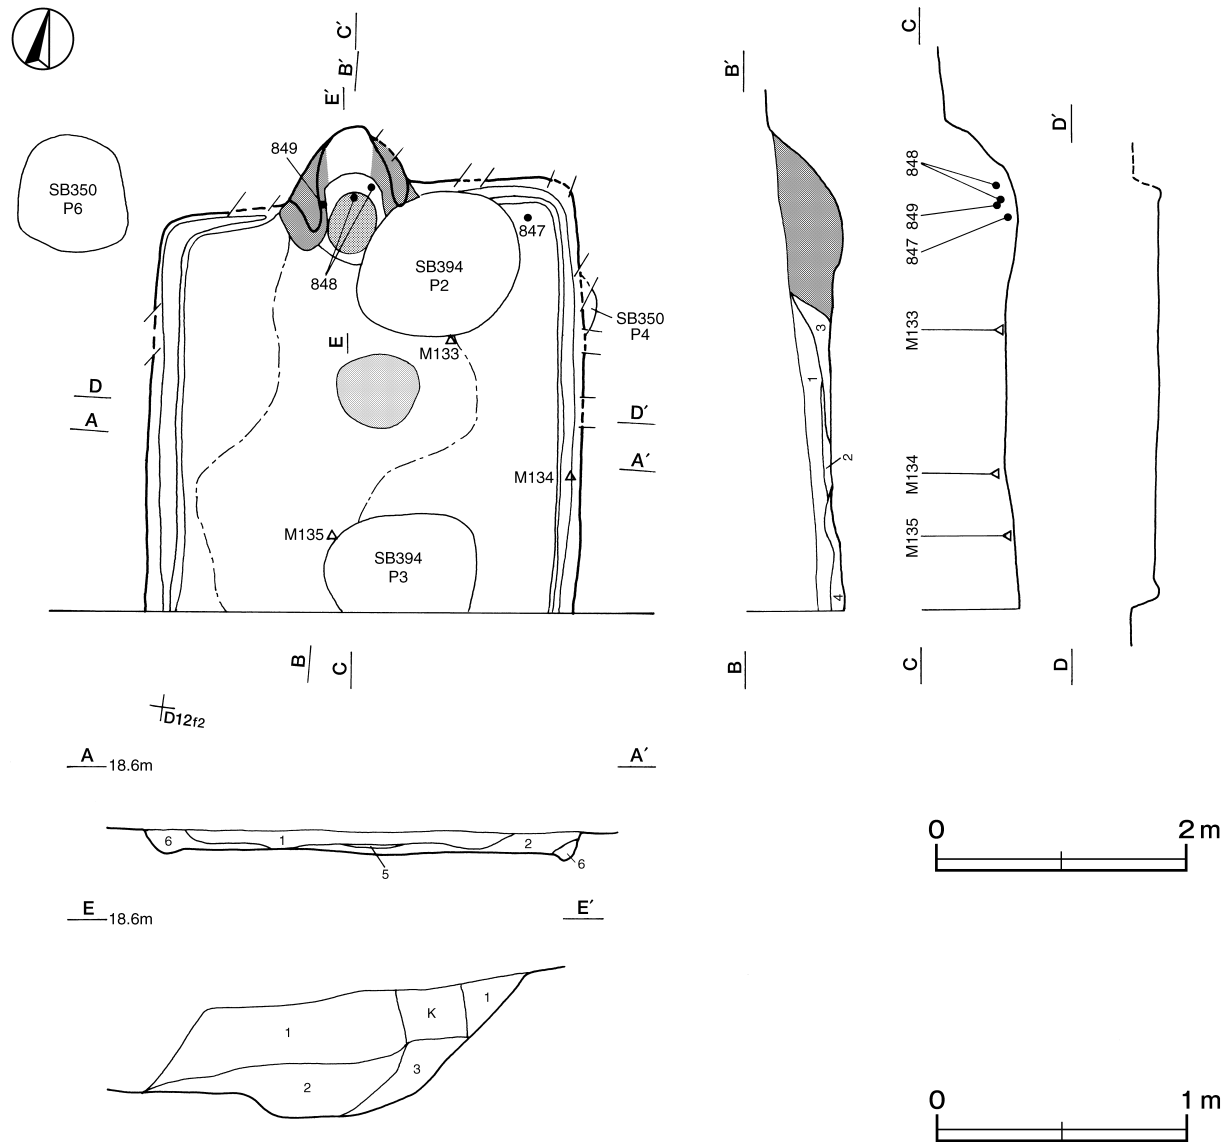 C′
B′
E′
849
SB350
P6
847
SB394
P2
848
SB350
P4
E
M133
D
A
D′
A′
M134
M135
SB394
P3
B
C
D12f2
B′
3
1
2
4
B
C
848
849
847
M133
M134
M135
C
D′
D
A 18.6m A′
6 1 2
5 6
E 18.6m E′
1 K 1
2 3
0 2 m
0 1 m